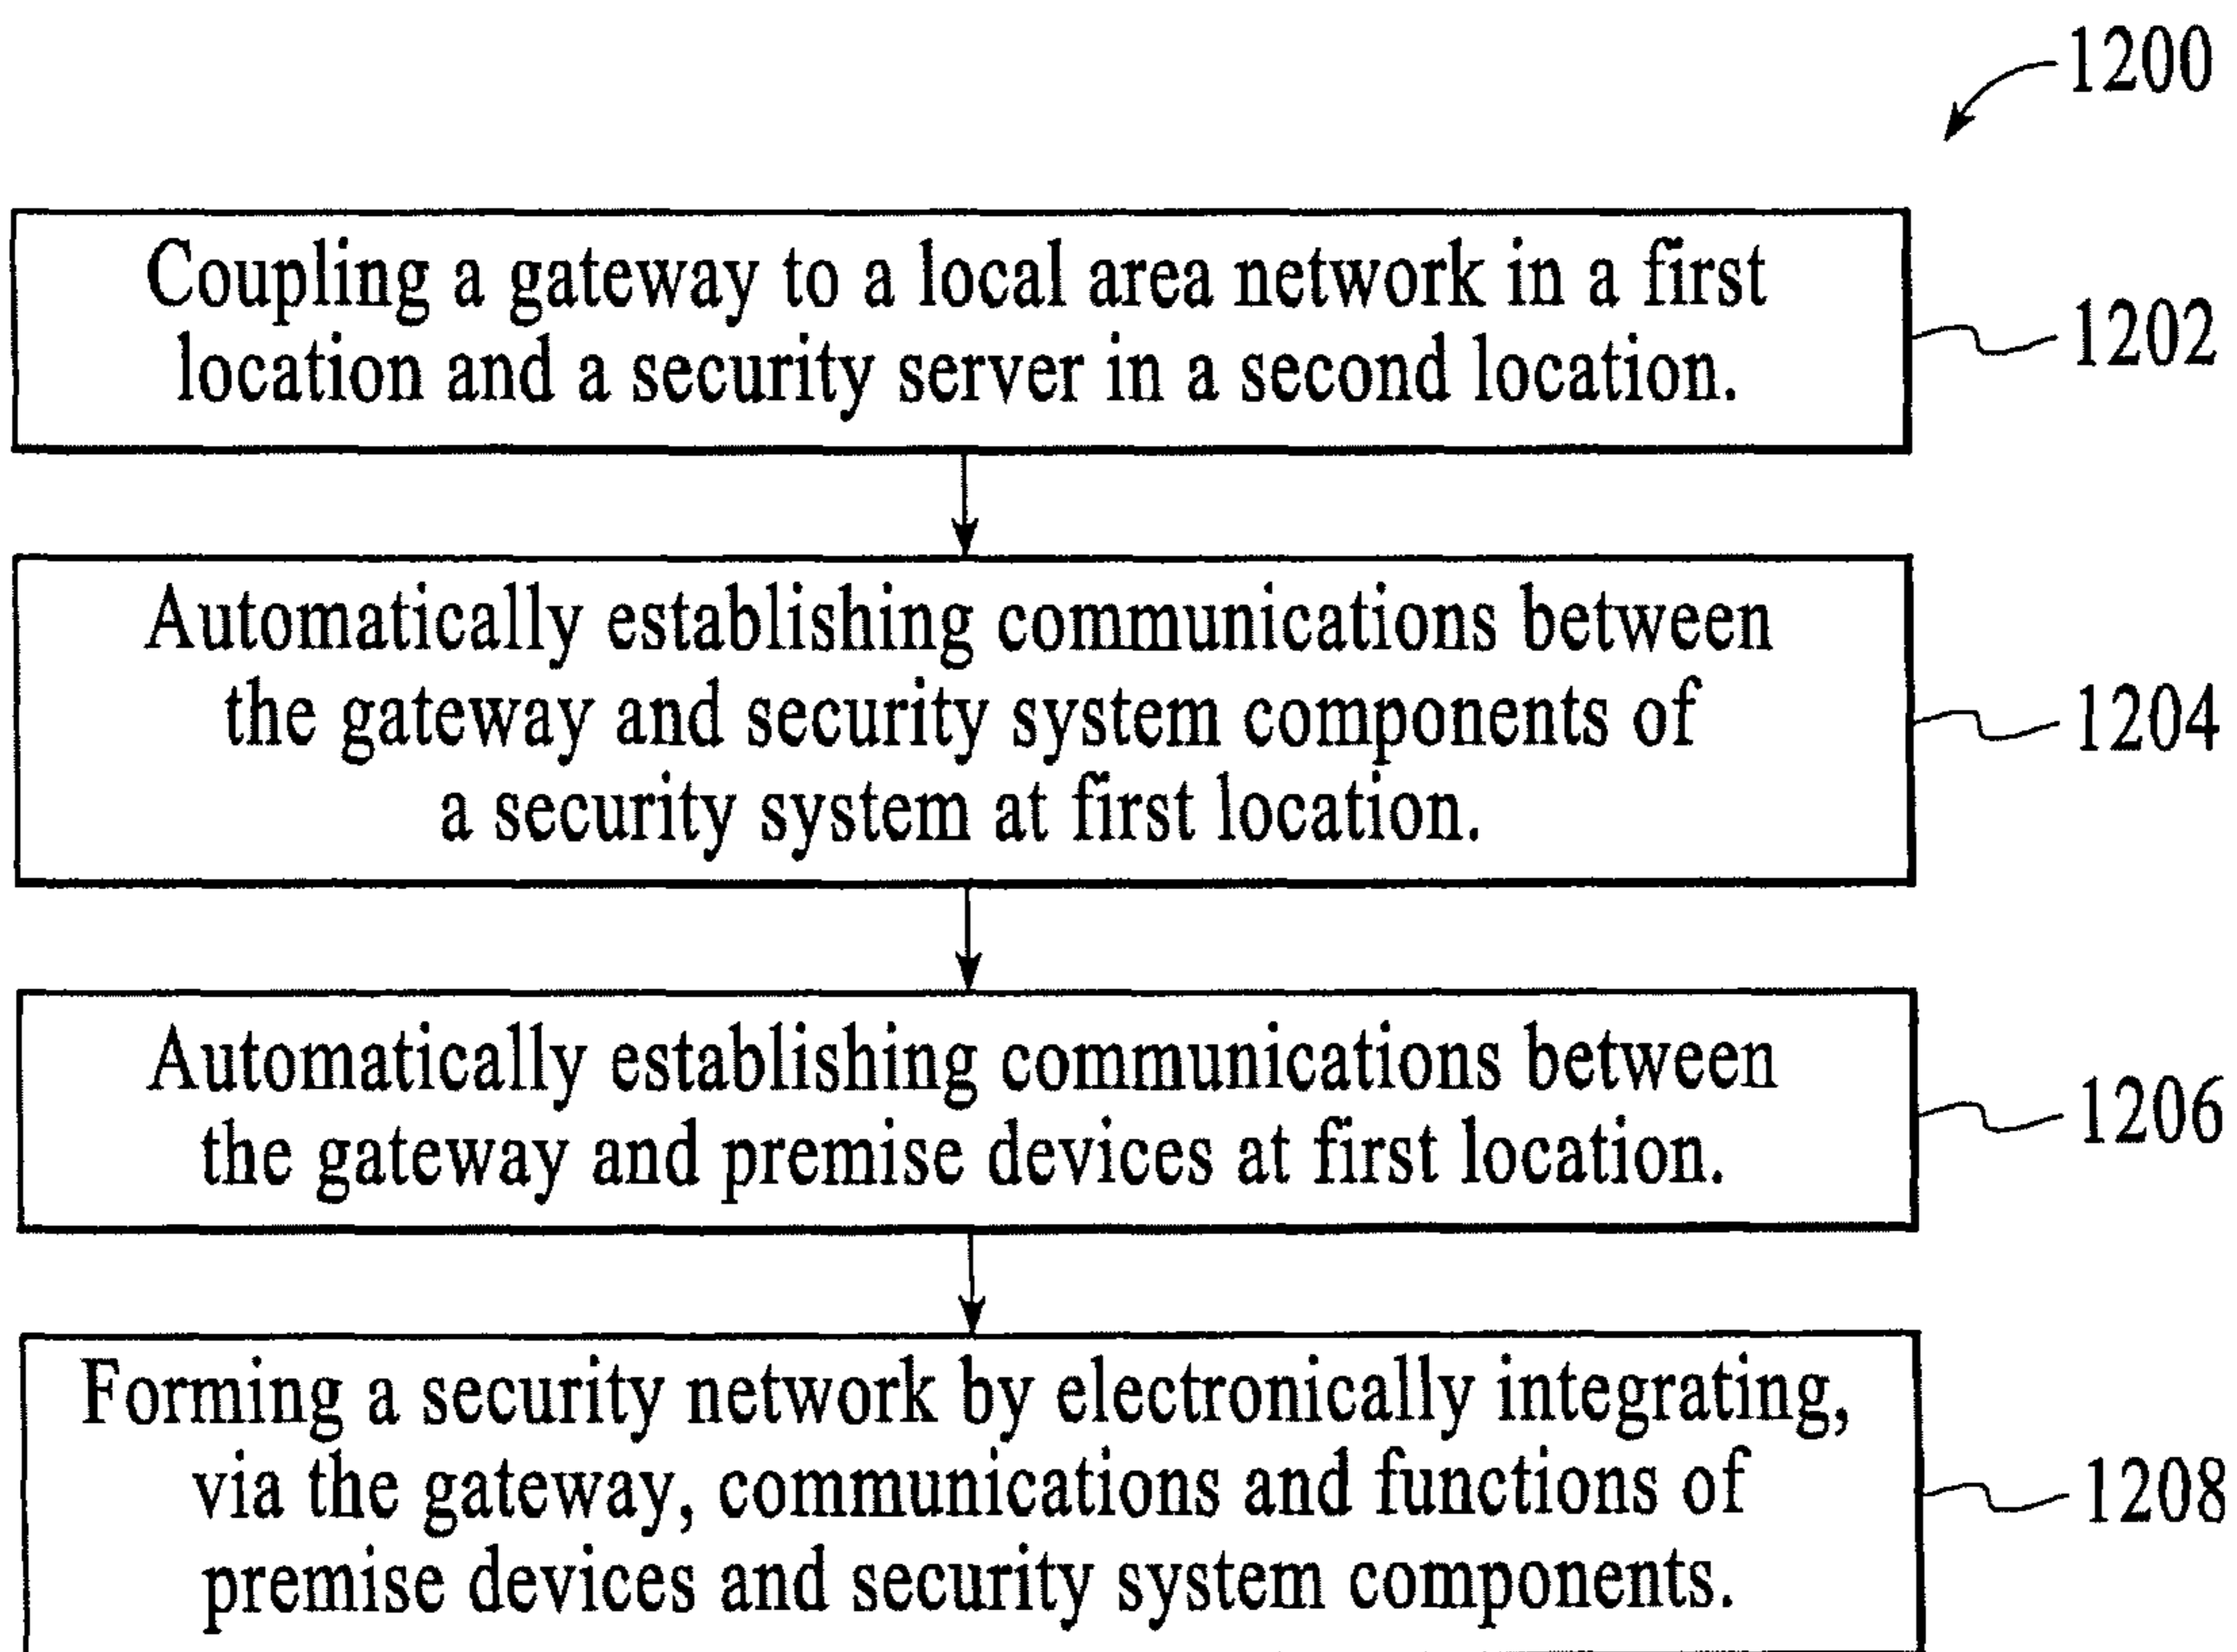 1200
Coupling a gateway to a local area network in a first
location and a security server in a second location.
1202
Automatically establishing communications between
the gateway and security system components of
a security system at first location.
1204
Automatically establishing communications between
the gateway and premise devices at first location.
1206
Forming a security network by electronically integrating,
via the gateway, communications and functions of
premise devices and security system components.
1208